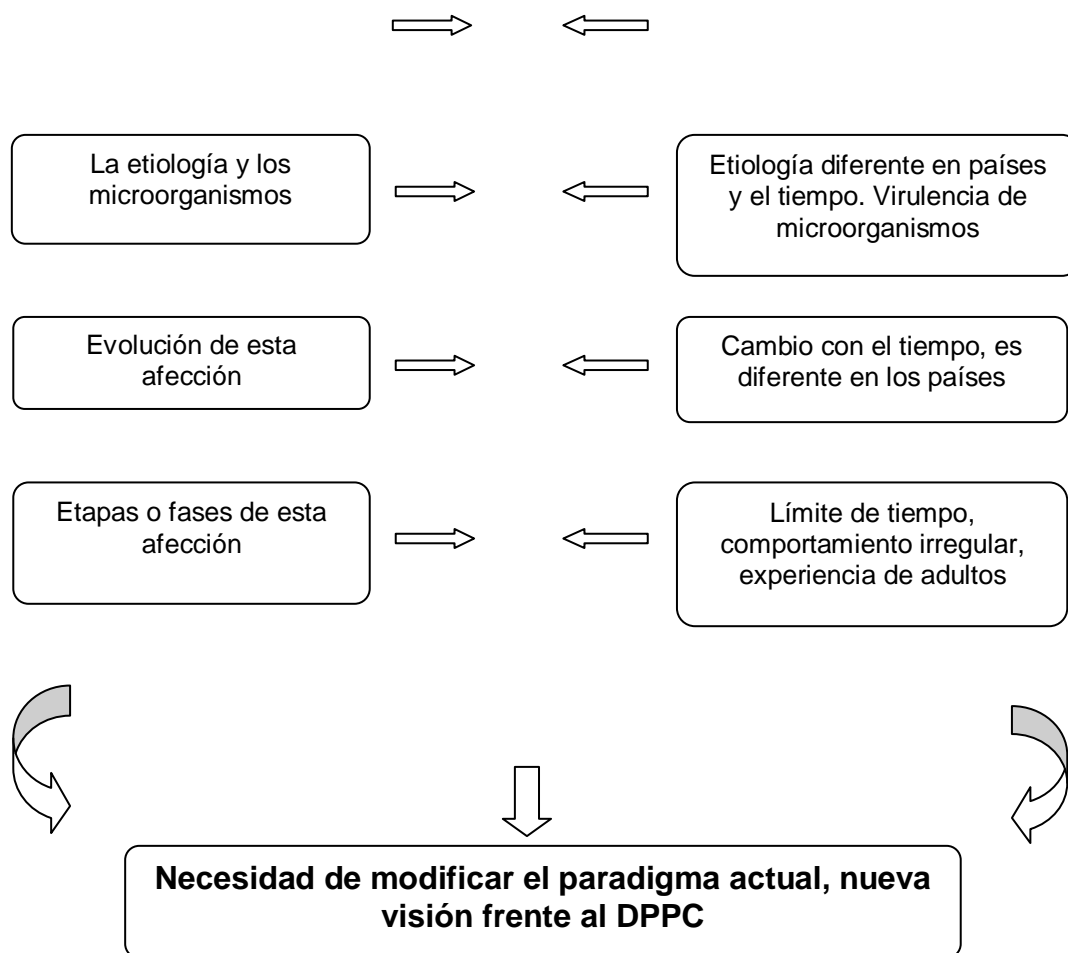 La etiología y los
microorganismos
Etiología diferente en países
y el tiempo. Virulencia de
microorganismos
Evolución de esta
afección
Cambio con el tiempo, es
diferente en los países
Etapas o fases de esta
afección
Límite de tiempo,
comportamiento irregular,
experiencia de adultos
Necesidad de modificar el paradigma actual, nueva
visión frente al DPPC